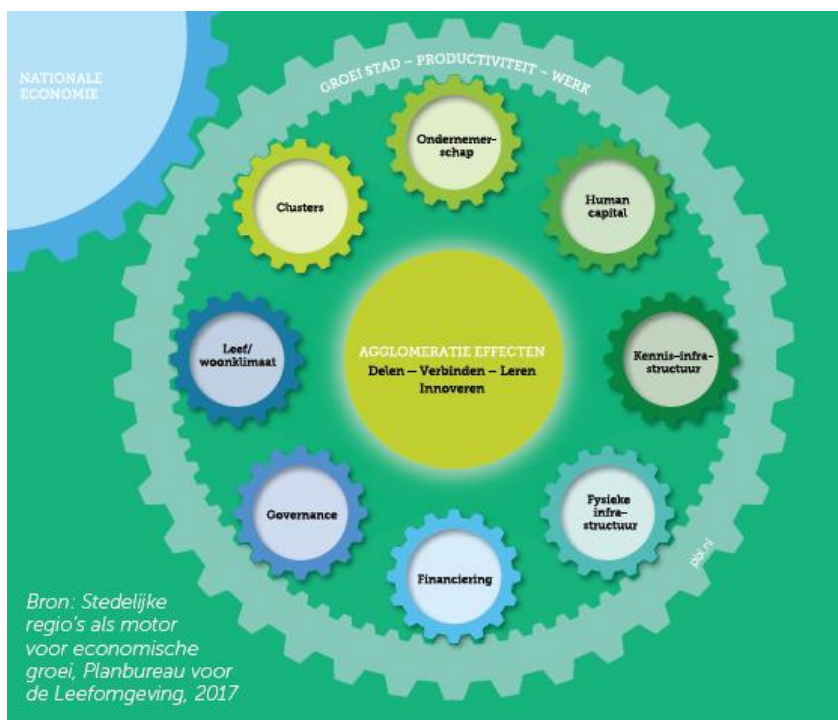 NATIONALE
ECONOMIE
GROEI STAD – PRODUCTIVITEIT – WERK
Ondernemer-
schap
Clusters
Human
capital
Leef/
woonklimaat
AGGLOMERATIE EFFECTEN
Delen – Verbinden – Leren
Innoveren
Kennis-infra-
structuur
Governance
Fysieke
infra-
structuur
Financiering
pbl.nl
Bron: Stedelijke
regio's als motor
voor economische
groei, Planbureau voor
de Leefomgeving, 2017